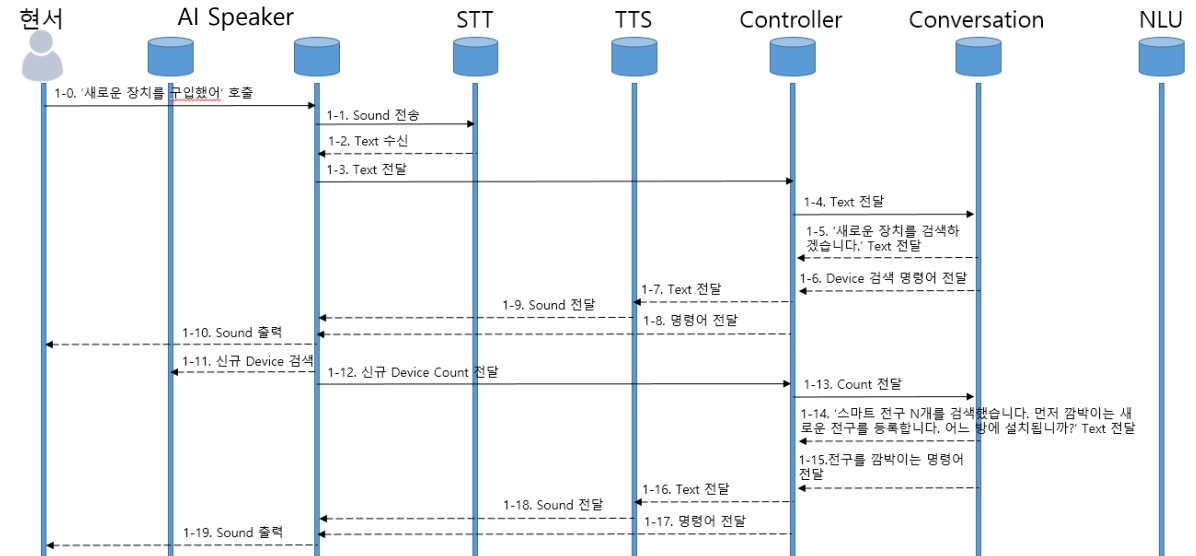 현서
AI Speaker
STT
TTS
Controller
Conversation
NLU
1-0. '새로운 장치를 구입했어' 호출
1-1. Sound 전송
1-2. Text 수신
1-3. Text 전달
1-4. Text 전달
1-5. '새로운 장치를 검색하
겠습니다.' Text 전달
1-6. Device 검색 명령어 전달
1-7. Text 전달
1-9. Sound 전달
1-8. 명령어 전달
1-10. Sound 출력
1-11. 신규 Device 검색
1-12. 신규 Device Count 전달
1-13. Count 전달
1-14. '스마트 전구 N개를 검색했습니다. 먼저 깜박이는 새
로운 전구를 등록합니다. 어느 방에 설치됩니까?' Text 전달
1-15.전구를 깜박이는 명령어
전달
1-16. Text 전달
1-18. Sound 전달
1-17. 명령어 전달
1-19. Sound 출력